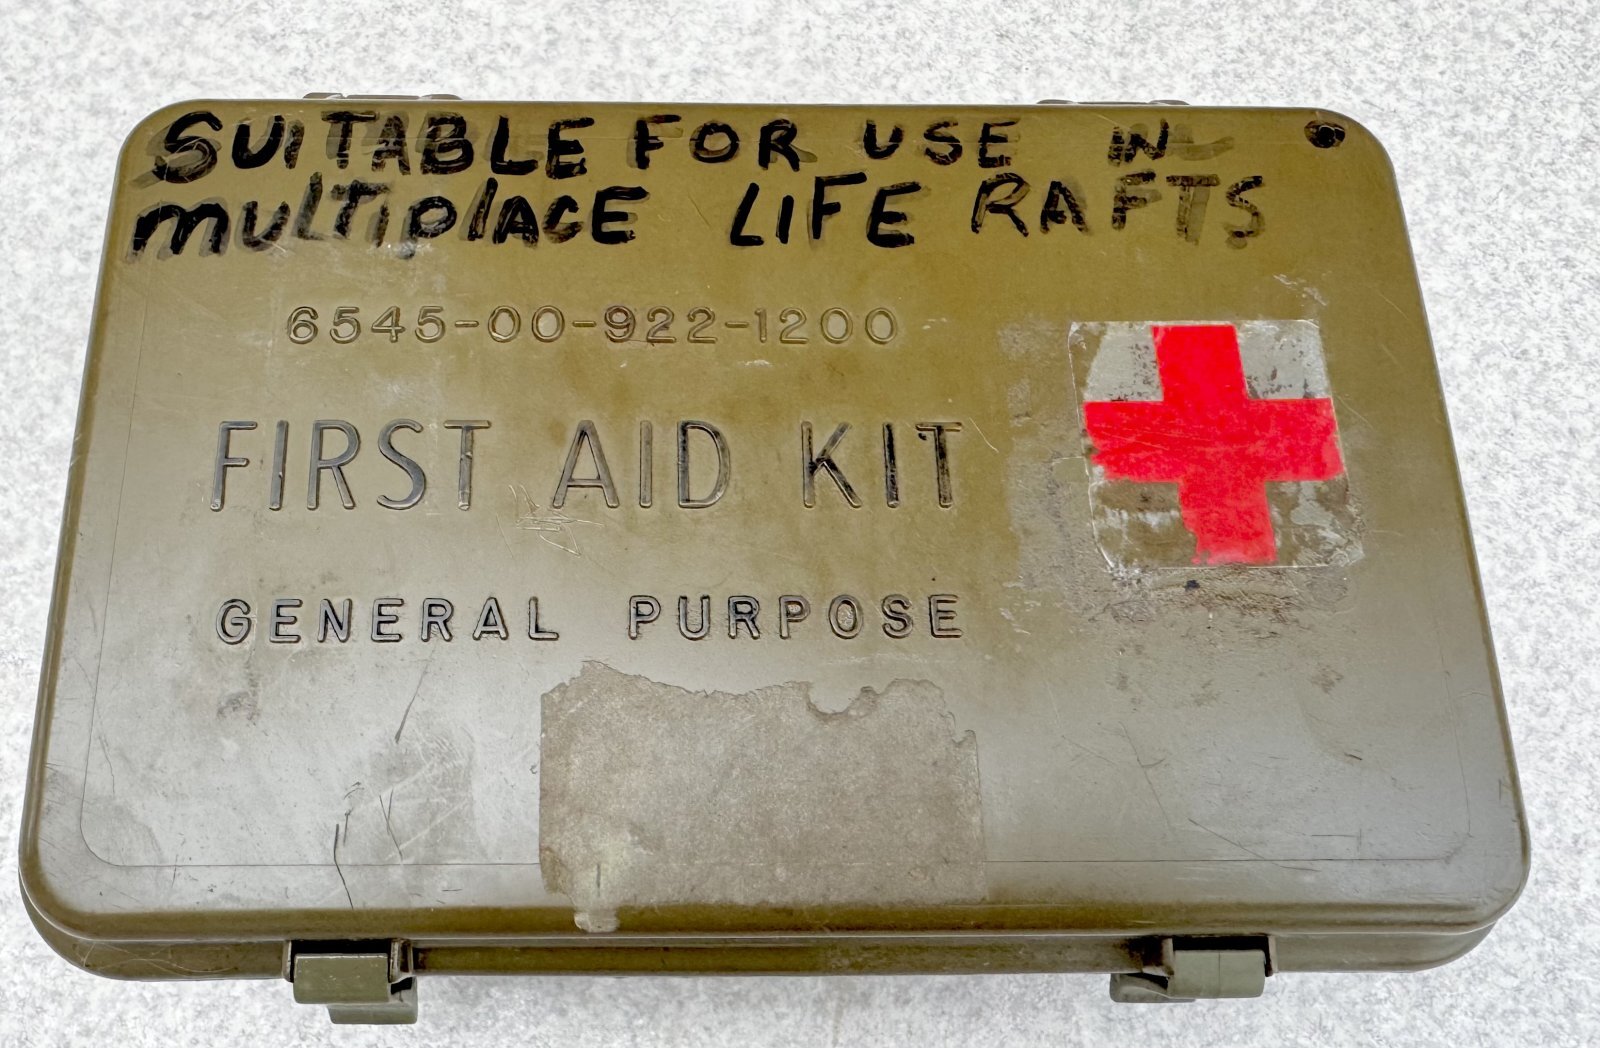 SUITABLE FOR USE IN
multiplACE LIFE RAFTS
6545-00-922-1200
FIRST AID KIT
GENERAL PURPOSE